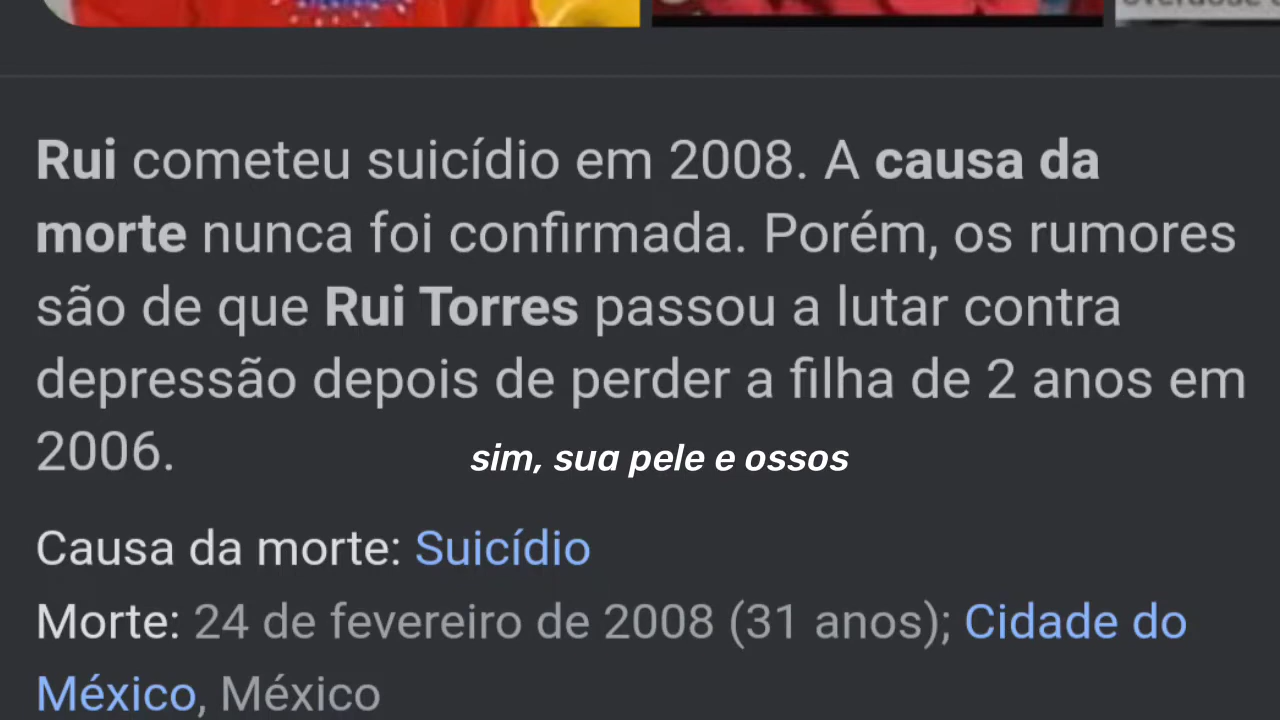 Rui cometeu suicídio em 2008. A causa da
morte nunca foi confirmada. Porém, os rumores
são de que Rui Torres passou a lutar contra
depressão depois de perder a filha de 2 anos em
2006.
sim, sua pele e ossos
Causa da morte: Suicídio
Morte: 24 de fevereiro de 2008 (31 anos); Cidade do
México, México